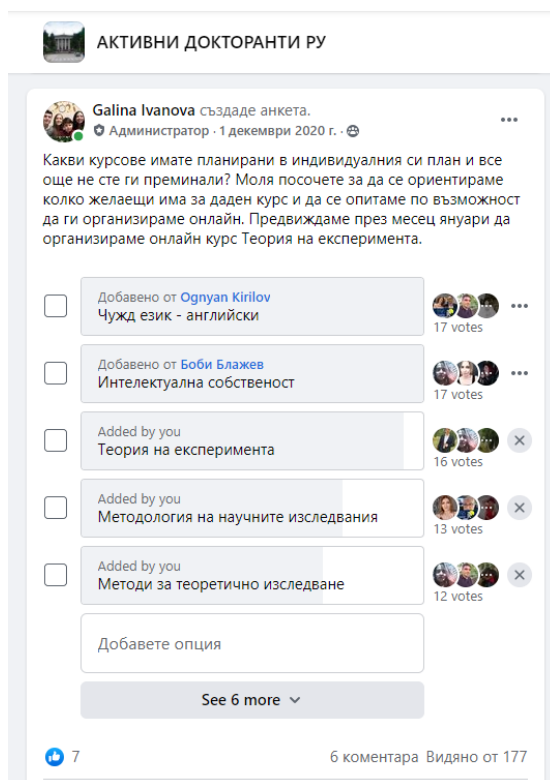 АКТИВНИ ДОКТОРАНТИ РУ
Galina Ivanova създаде анкета.
Администратор · 1 декември 2020 г. ·
Какви курсове имате планирани в индивидуалния си план и все
още не сте ги преминали? Моля посочете за да се ориентираме
колко желаещи има за даден курс и да се опитаме по възможност
да ги организираме онлайн. Предвиждаме през месец януари да
организираме онлайн курс Теория на експеримента.
Добавено от Ognyan Kirilov
Чужд език - английски
17 votes
Добавено от Боби Блажев
Интелектуална собственост
17 votes
Added by you
Теория на експеримента
16 votes
Added by you
Методология на научните изследвания
13 votes
Added by you
Методи за теоретично изследване
12 votes
Добавете опция
See 6 more
7
6 коментара Видяно от 177